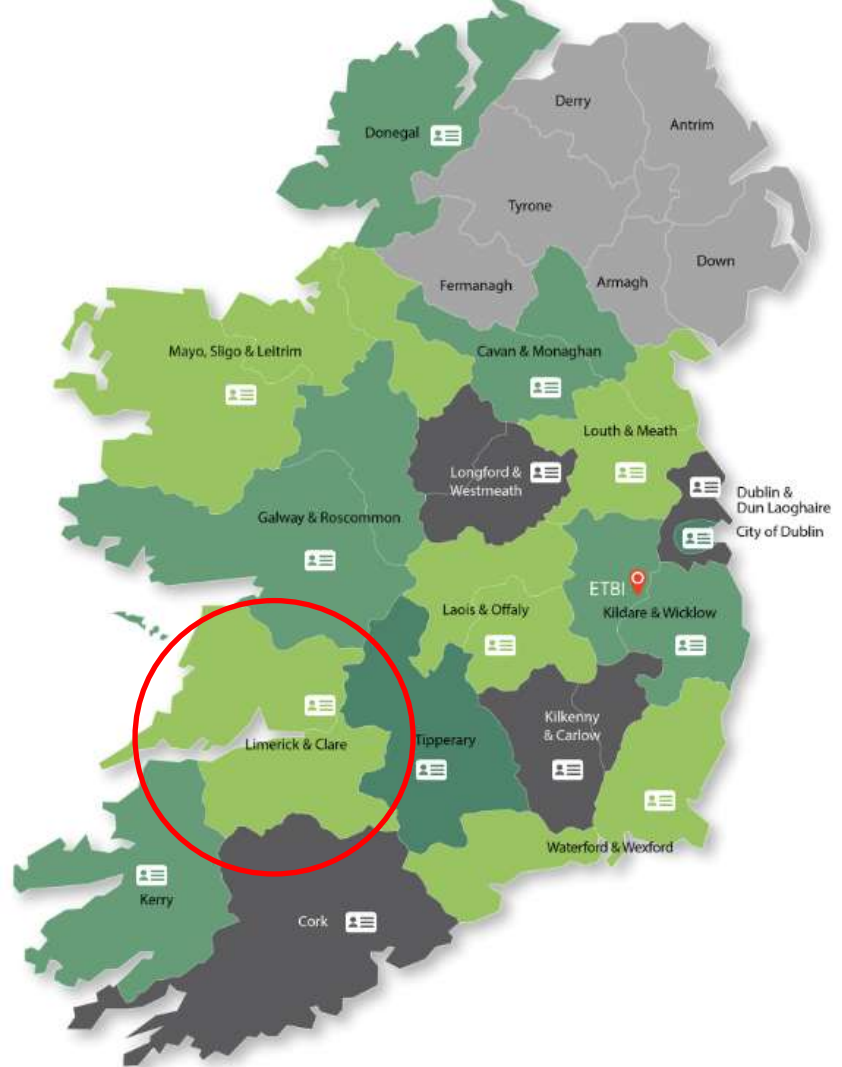 Derry
Antrim
Donegal
Tyrone
Down
Fermanagh
Armagh
Mayo, Sligo & Leitrim
Cavan & Monaghan
Louth & Meath
Longford &
Westmeath
Dublin &
Dun Laoghaire
City of Dublin
Galway & Roscommon
ETBI
Laois & Offaly
Kildare & Wicklow
Kilkenny
& Carlow
Tipperary
Limerick & Clare
Waterford & Wexford
Kerry
Cork